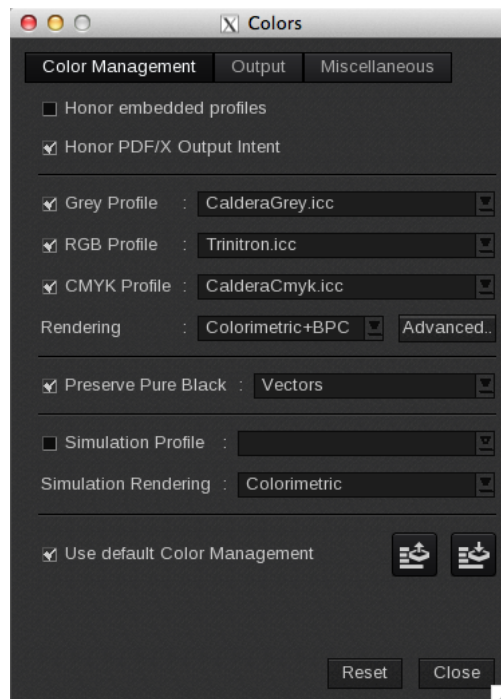 Colors
Color Management Output Miscellaneous
Honor embedded profiles
Honor PDF/X Output Intent
Grey Profile : CalderaGrey.icc
RGB Profile : Trinitron.icc
CMYK Profile : CalderaCmyk.icc
Rendering : Colorimetric+BPC Advanced..
Preserve Pure Black : Vectors
Simulation Profile :
Simulation Rendering : Colorimetric
Use default Color Management
Reset Close